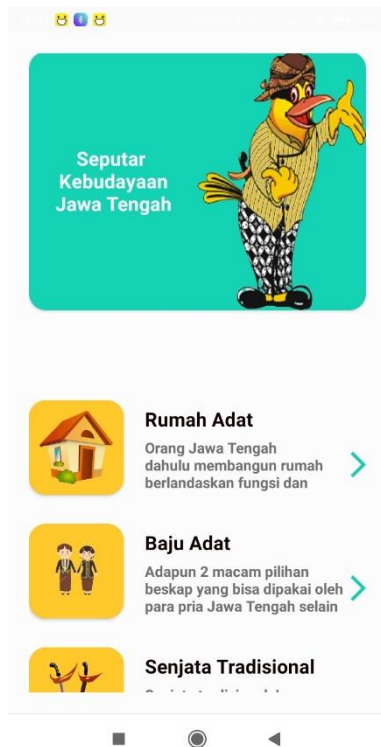 Seputar
Kebudayaan
Jawa Tengah
Rumah Adat
Orang Jawa Tengah
dahulu membangun rumah
berlandaskan fungsi dan
Baju Adat
Adapun 2 macam pilihan
beskap yang bisa dipakai oleh
para pria Jawa Tengah selain
Senjata Tradisional